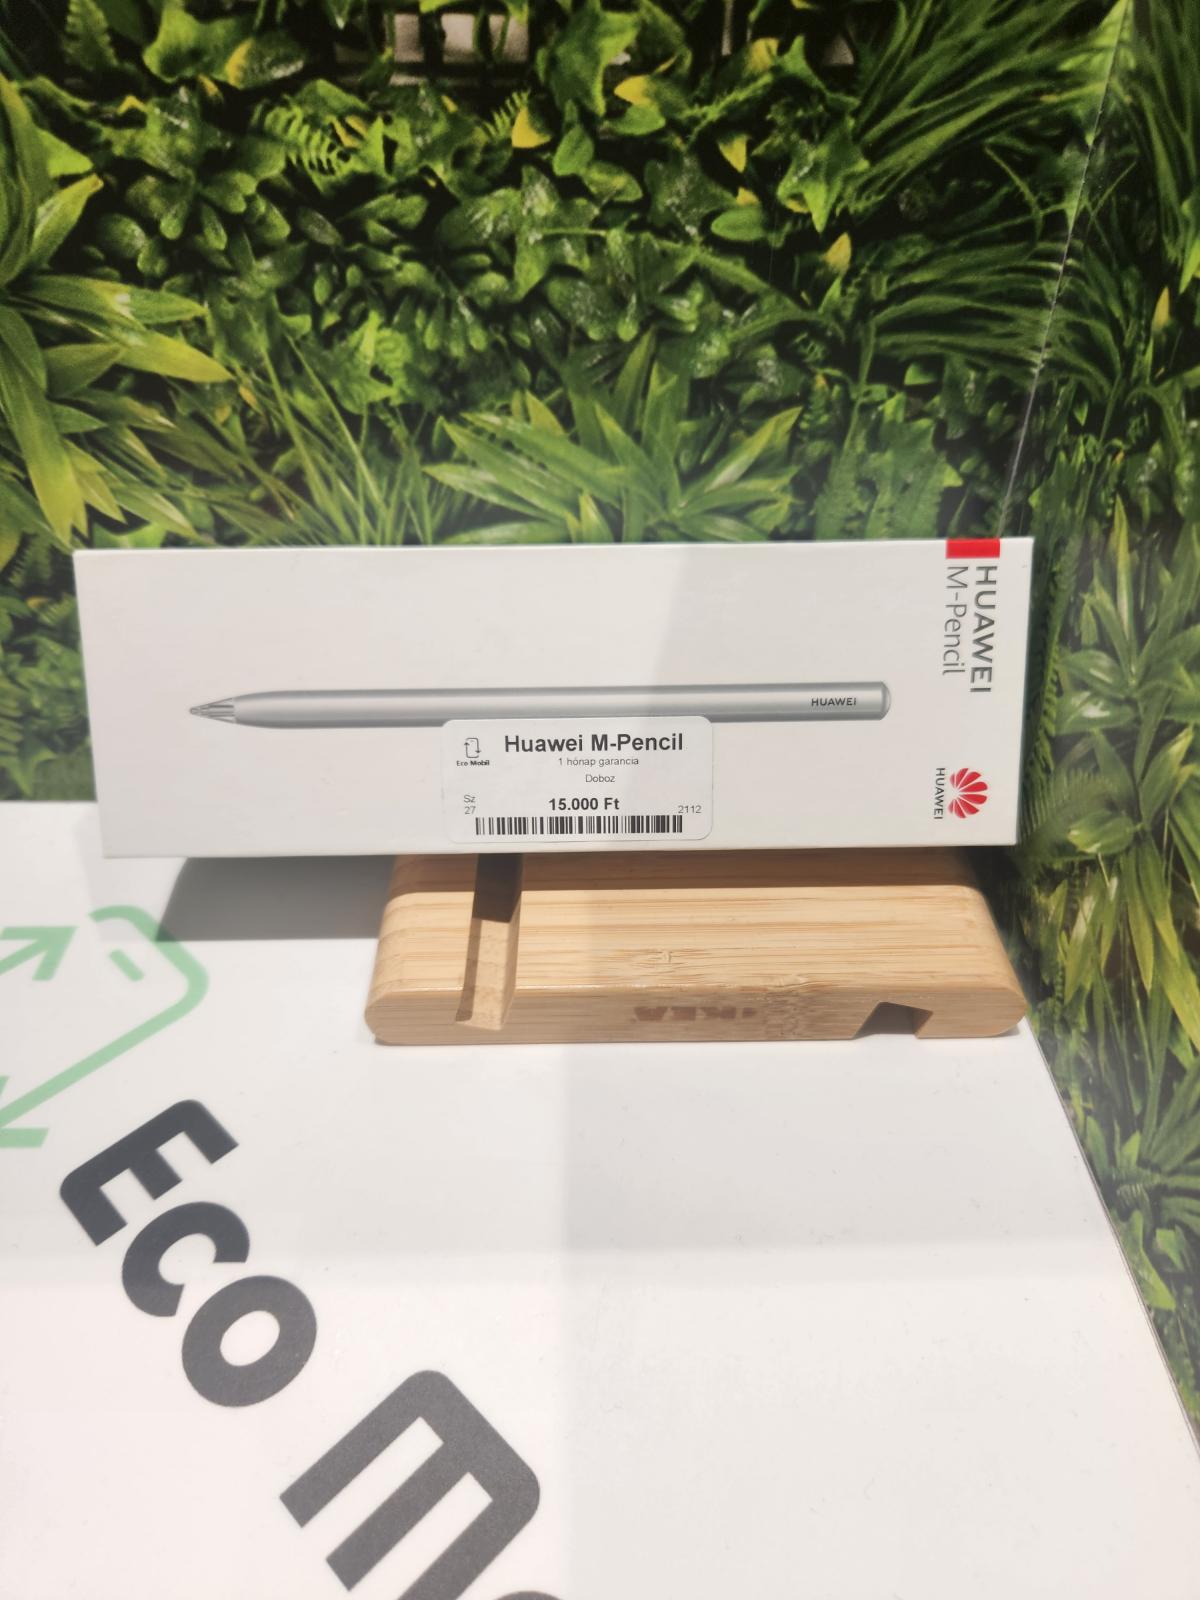 HUAWEI
M-Pencil
HUAWEI
HUAWEI
Eco Mobil
Huawei M-Pencil
1 hónap garancia
Doboz
Sz
27
15.000 Ft
2112
IKEA
Eco M